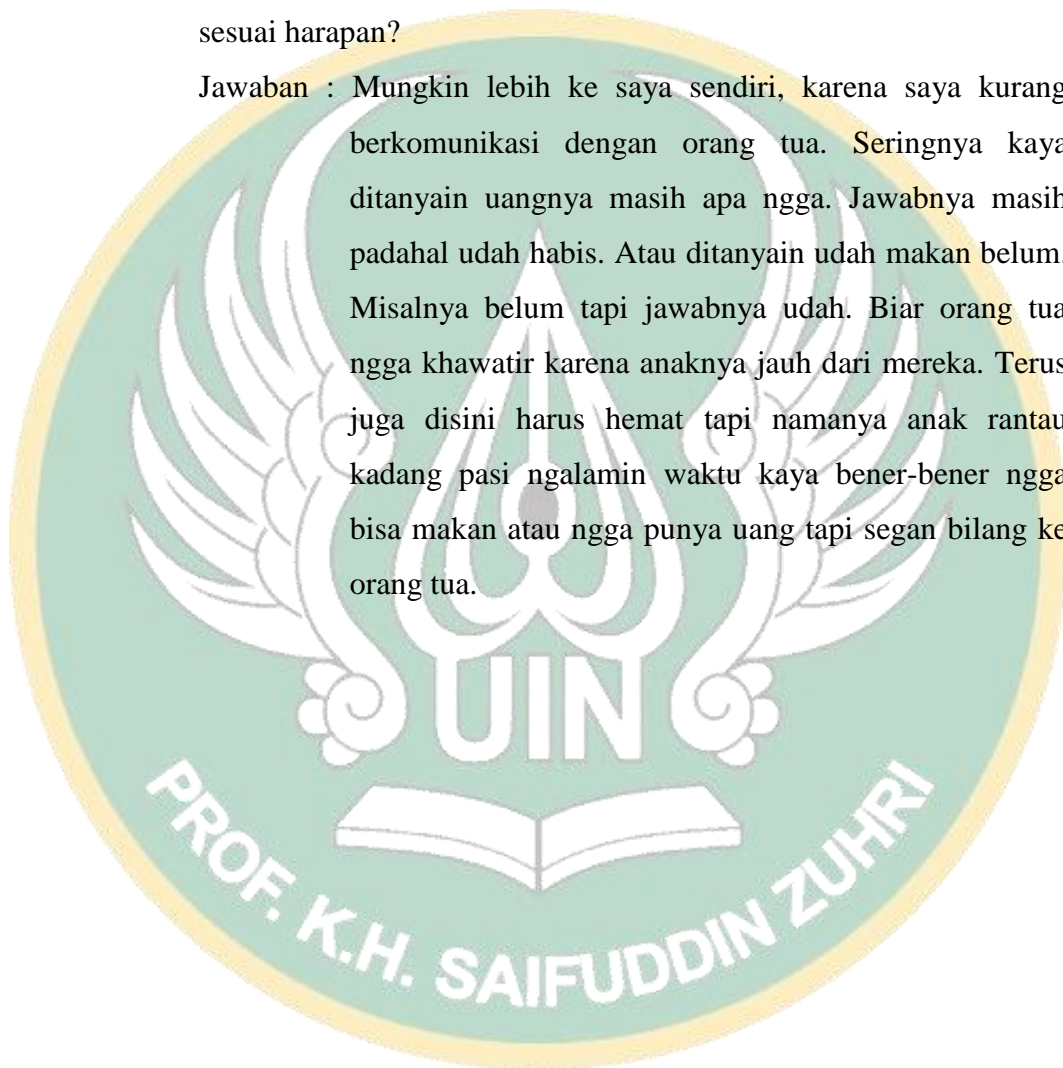 sesuai harapan?
Jawaban : Mungkin lebih ke saya sendiri, karena saya kurang
berkomunikasi dengan orang tua. Seringnya kaya
ditanyain uangnya masih apa ngga. Jawabnya masih
padahal udah habis. Atau ditanyain udah makan belum.
Misalnya belum tapi jawabnya udah. Biar orang tua
ngga khawatir karena anaknya jauh dari mereka. Terus
juga disini harus hemat tapi namanya anak rantau
kadang pasi ngalamin waktu kaya bener-bener ngga
bisa makan atau ngga punya uang tapi segan bilang ke
orang tua.
UIN
PROF. K.H. SAIFUDDIN ZUHRI